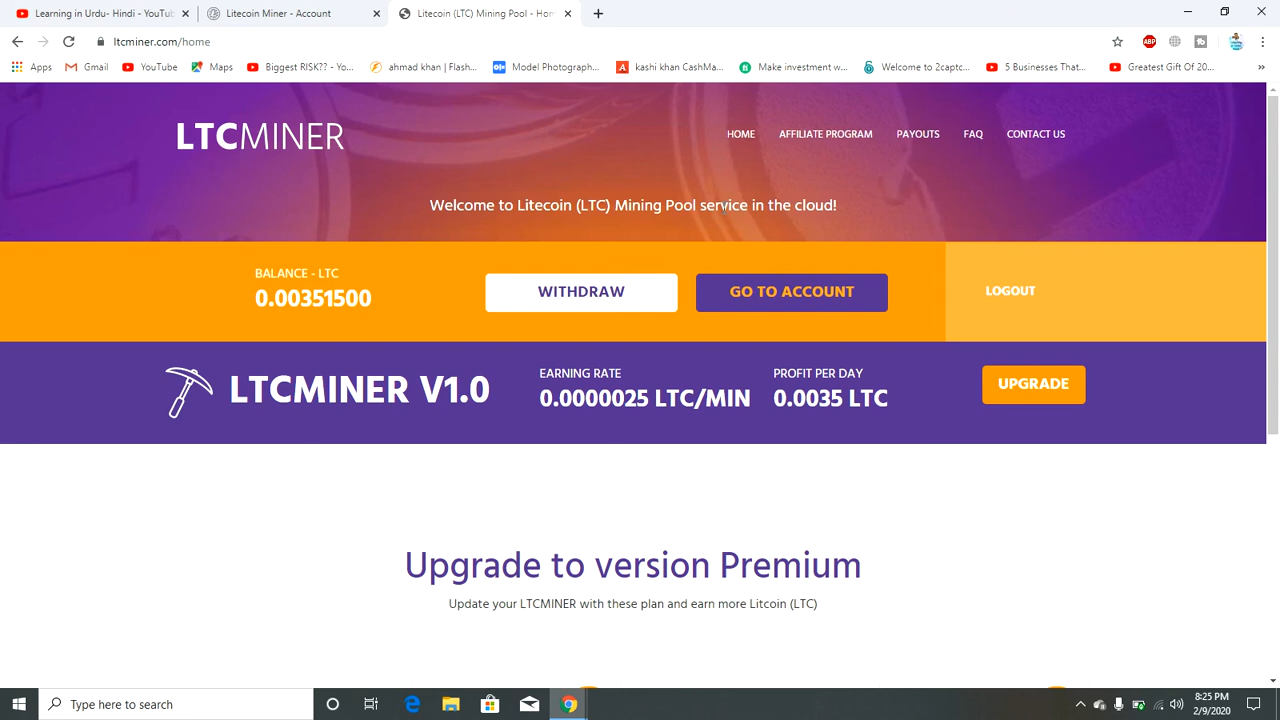 Learning in Urdu- Hindi - YouTub
Litecoin Miner - Account
Litecoin (LTC) Mining Pool - Hom
ltcminer.com/home
Apps
Gmail
YouTube
Maps
Biggest RISK?? - Yo...
ahmad khan | Flash...
Model Photograph...
kashi khan CashMa...
Make investment w...
Welcome to 2captc...
5 Businesses That...
Greatest Gift Of 20...
LTCMINER
HOME
AFFILIATE PROGRAM
PAYOUTS
FAQ
CONTACT US
Welcome to Litecoin (LTC) Mining Pool service in the cloud!
BALANCE - LTC
0.00351500
WITHDRAW
GO TO ACCOUNT
LOGOUT
LTCMINER V1.0
EARNING RATE
0.0000025 LTC/MIN
PROFIT PER DAY
0.0035 LTC
UPGRADE
Upgrade to version Premium
Update your LTCMINER with these plan and earn more Litcoin (LTC)
Type here to search
8:25 PM
2/9/2020